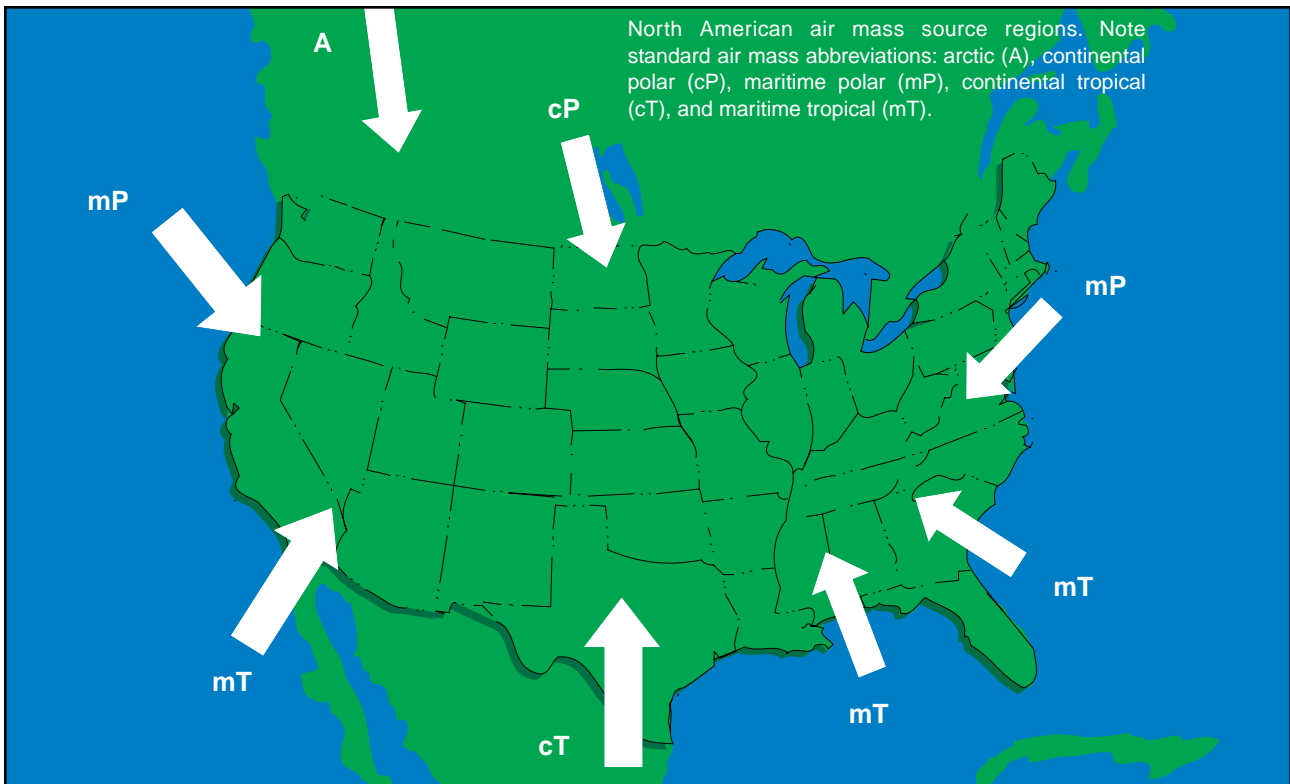 North American air mass source regions. Note
standard air mass abbreviations: arctic (A), continental
polar (cP), maritime polar (mP), continental tropical
(cT), and maritime tropical (mT).
A
cP
mP
mP
mT
mT
mT
cT